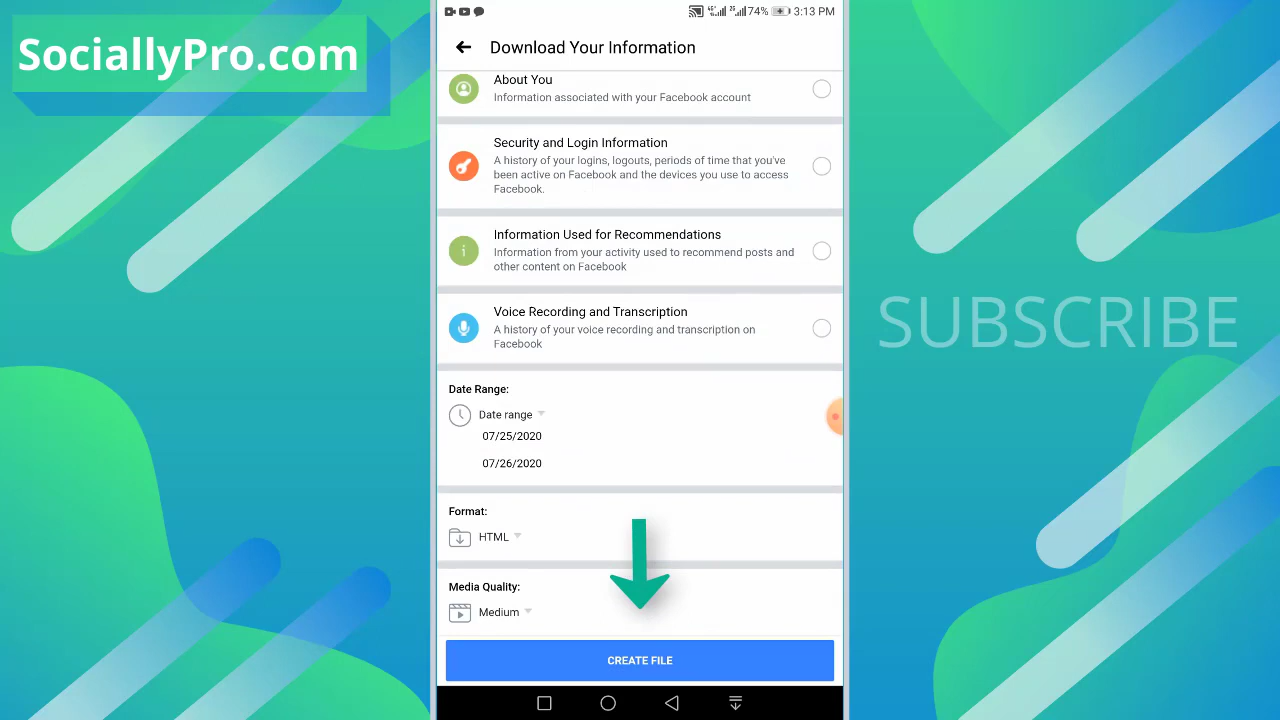 SociallyPro.com
74% 3:13 PM
Download Your Information
About You
Information associated with your Facebook account
Security and Login Information
A history of your logins, logouts, periods of time that you've
been active on Facebook and the devices you use to access
Facebook.
Information Used for Recommendations
Information from your activity used to recommend posts and
other content on Facebook
Voice Recording and Transcription
A history of your voice recording and transcription on
Facebook
SUBSCRIBE
Date Range:
Date range
07/25/2020
07/26/2020
Format:
HTML
Media Quality:
Medium
CREATE FILE